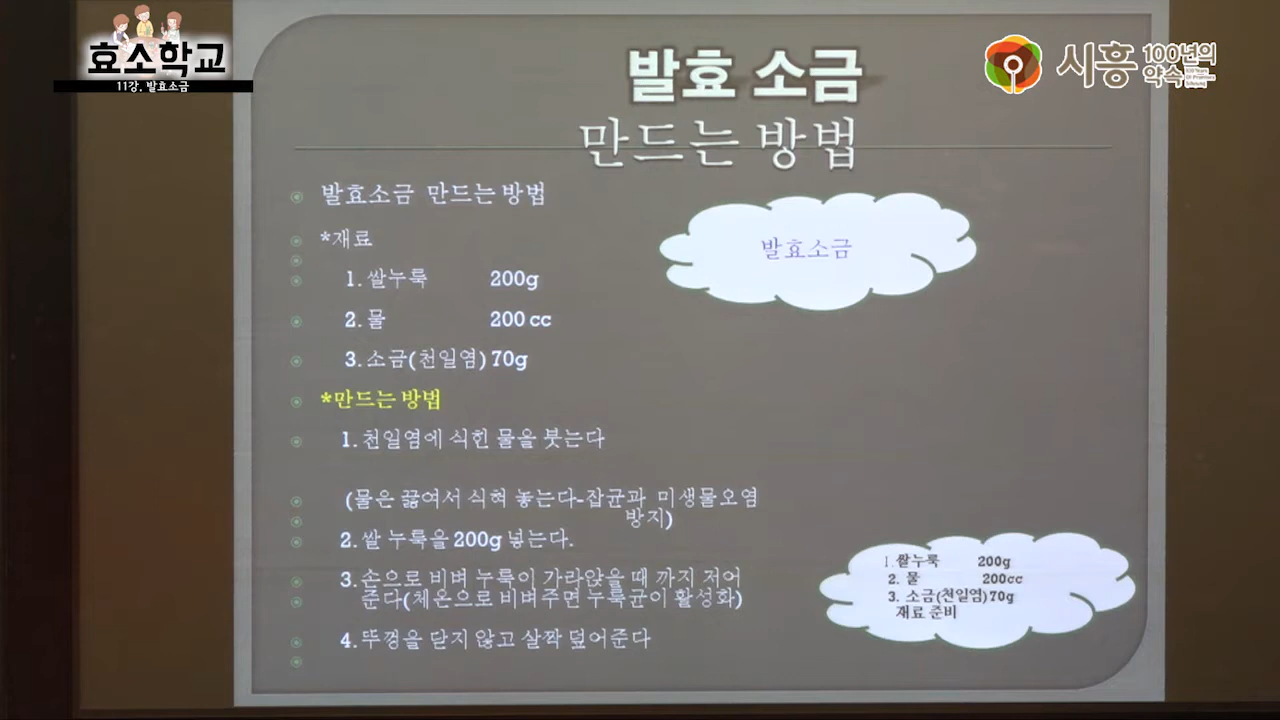 효소학교
11강. 발효소금
시흥 100년의
약속
발효 소금
만드는 방법
발효소금 만드는 방법
*재료
1. 쌀누룩 200g
2. 물 200 cc
3. 소금(천일염) 70g
*만드는 방법
1. 천일염에 식힌 물을 붓는다
(물은 끓여서 식혀 놓는다-잡균과 미생물오염
방지)
2. 쌀 누룩을 200g 넣는다.
3. 손으로 비벼 누룩이 가라앉을 때 까지 저어
준다(체온으로 비벼주면 누룩균이 활성화)
4. 뚜껑을 닫지 않고 살짝 덮어준다
발효소금
1. 쌀누룩 200g
2. 물 200cc
3. 소금(천일염) 70g
재료 준비